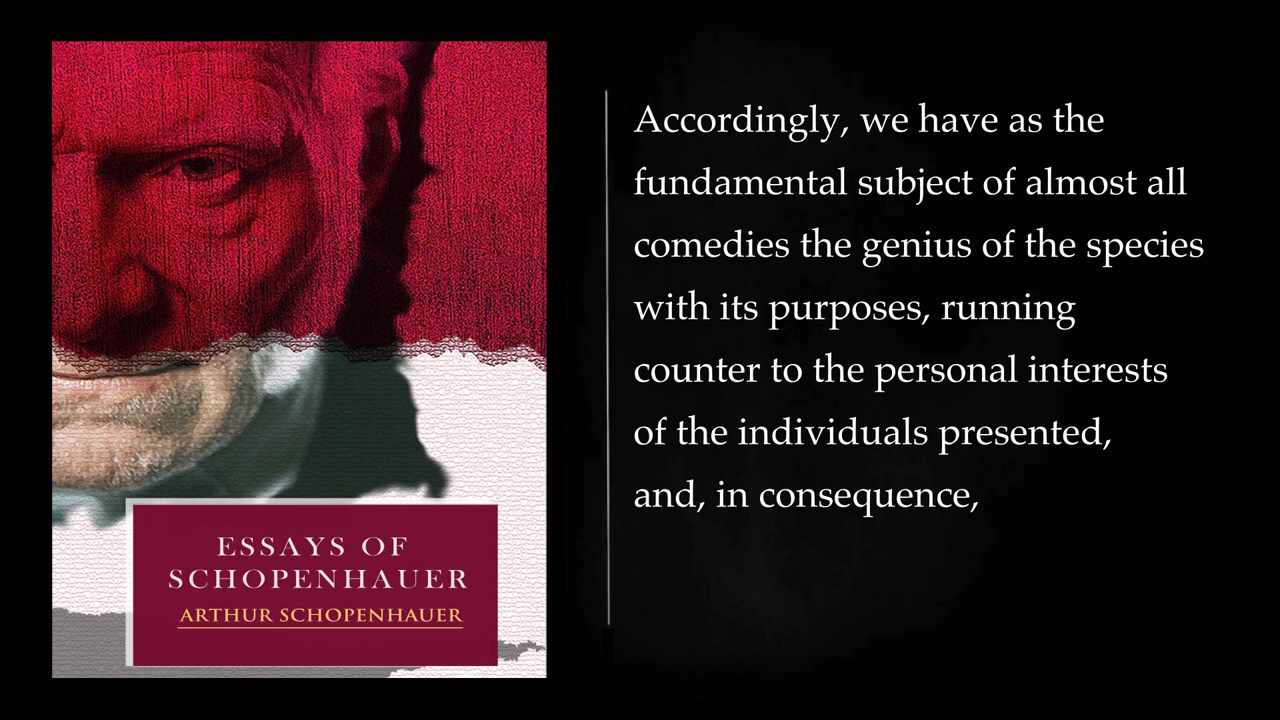 ESSAYS OF
SCHOPENHAUER
ARTHUR SCHOPENHAUER
Accordingly, we have as the
fundamental subject of almost all
comedies the genius of the species
with its purposes, running
counter to the personal interests
of the individuals presented,
and, in consequence,